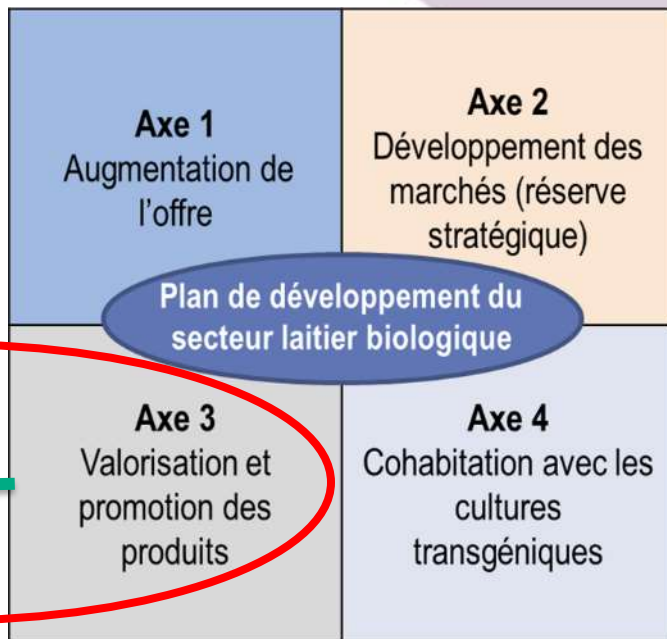 Axe 1
Augmentation de
l'offre
Axe 2
Développement des
marchés (réserve
stratégique)
Plan de développement du
secteur laitier biologique
Axe 3
Valorisation et
promotion des
produits
Axe 4
Cohabitation avec les
cultures
transgéniques